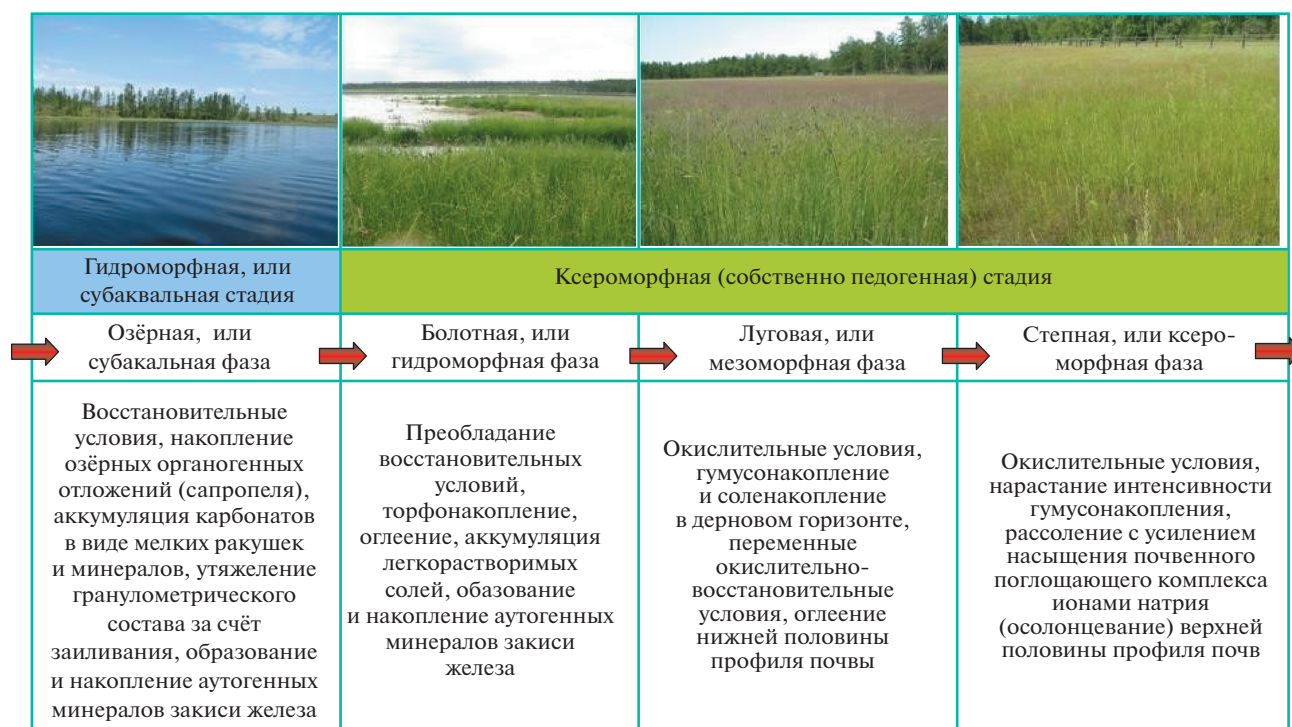 Гидроморфная, или
субаквальная стадия
Ксероморфная (собственно педогенная) стадия
Озёрная, или
субакальная фаза
Болотная, или
гидроморфная фаза
Луговая, или
мезоморфная фаза
Степная, или ксеро-
морфная фаза
Восстановительные
условия, накопление
озёрных органогенных
отложений (сапропеля),
аккумуляция карбонатов
в виде мелких ракушек
и минералов, утяжеление
гранулометрического
состава за счёт
заиливания, образование
и накопление аутогенных
минералов закиси железа
Преобладание
восстановительных
условий,
торфонакопление,
оглеение, аккумуляция
легкорастворимых
солей, обазование
и накопление аутогенных
минералов закиси
железа
Окислительные условия,
гумусонакопление
и соленакопление
в дерновом горизонте,
переменные
окислительно-
восстановительные
условия, оглеение
нижней половины
профиля почвы
Окислительные условия,
нарастание интенсивности
гумусонакопления,
рассоление с усилением
насыщения почвенного
поглощающего комплекса
ионами натрия
(осолонцевание) верхней
половины профиля почв